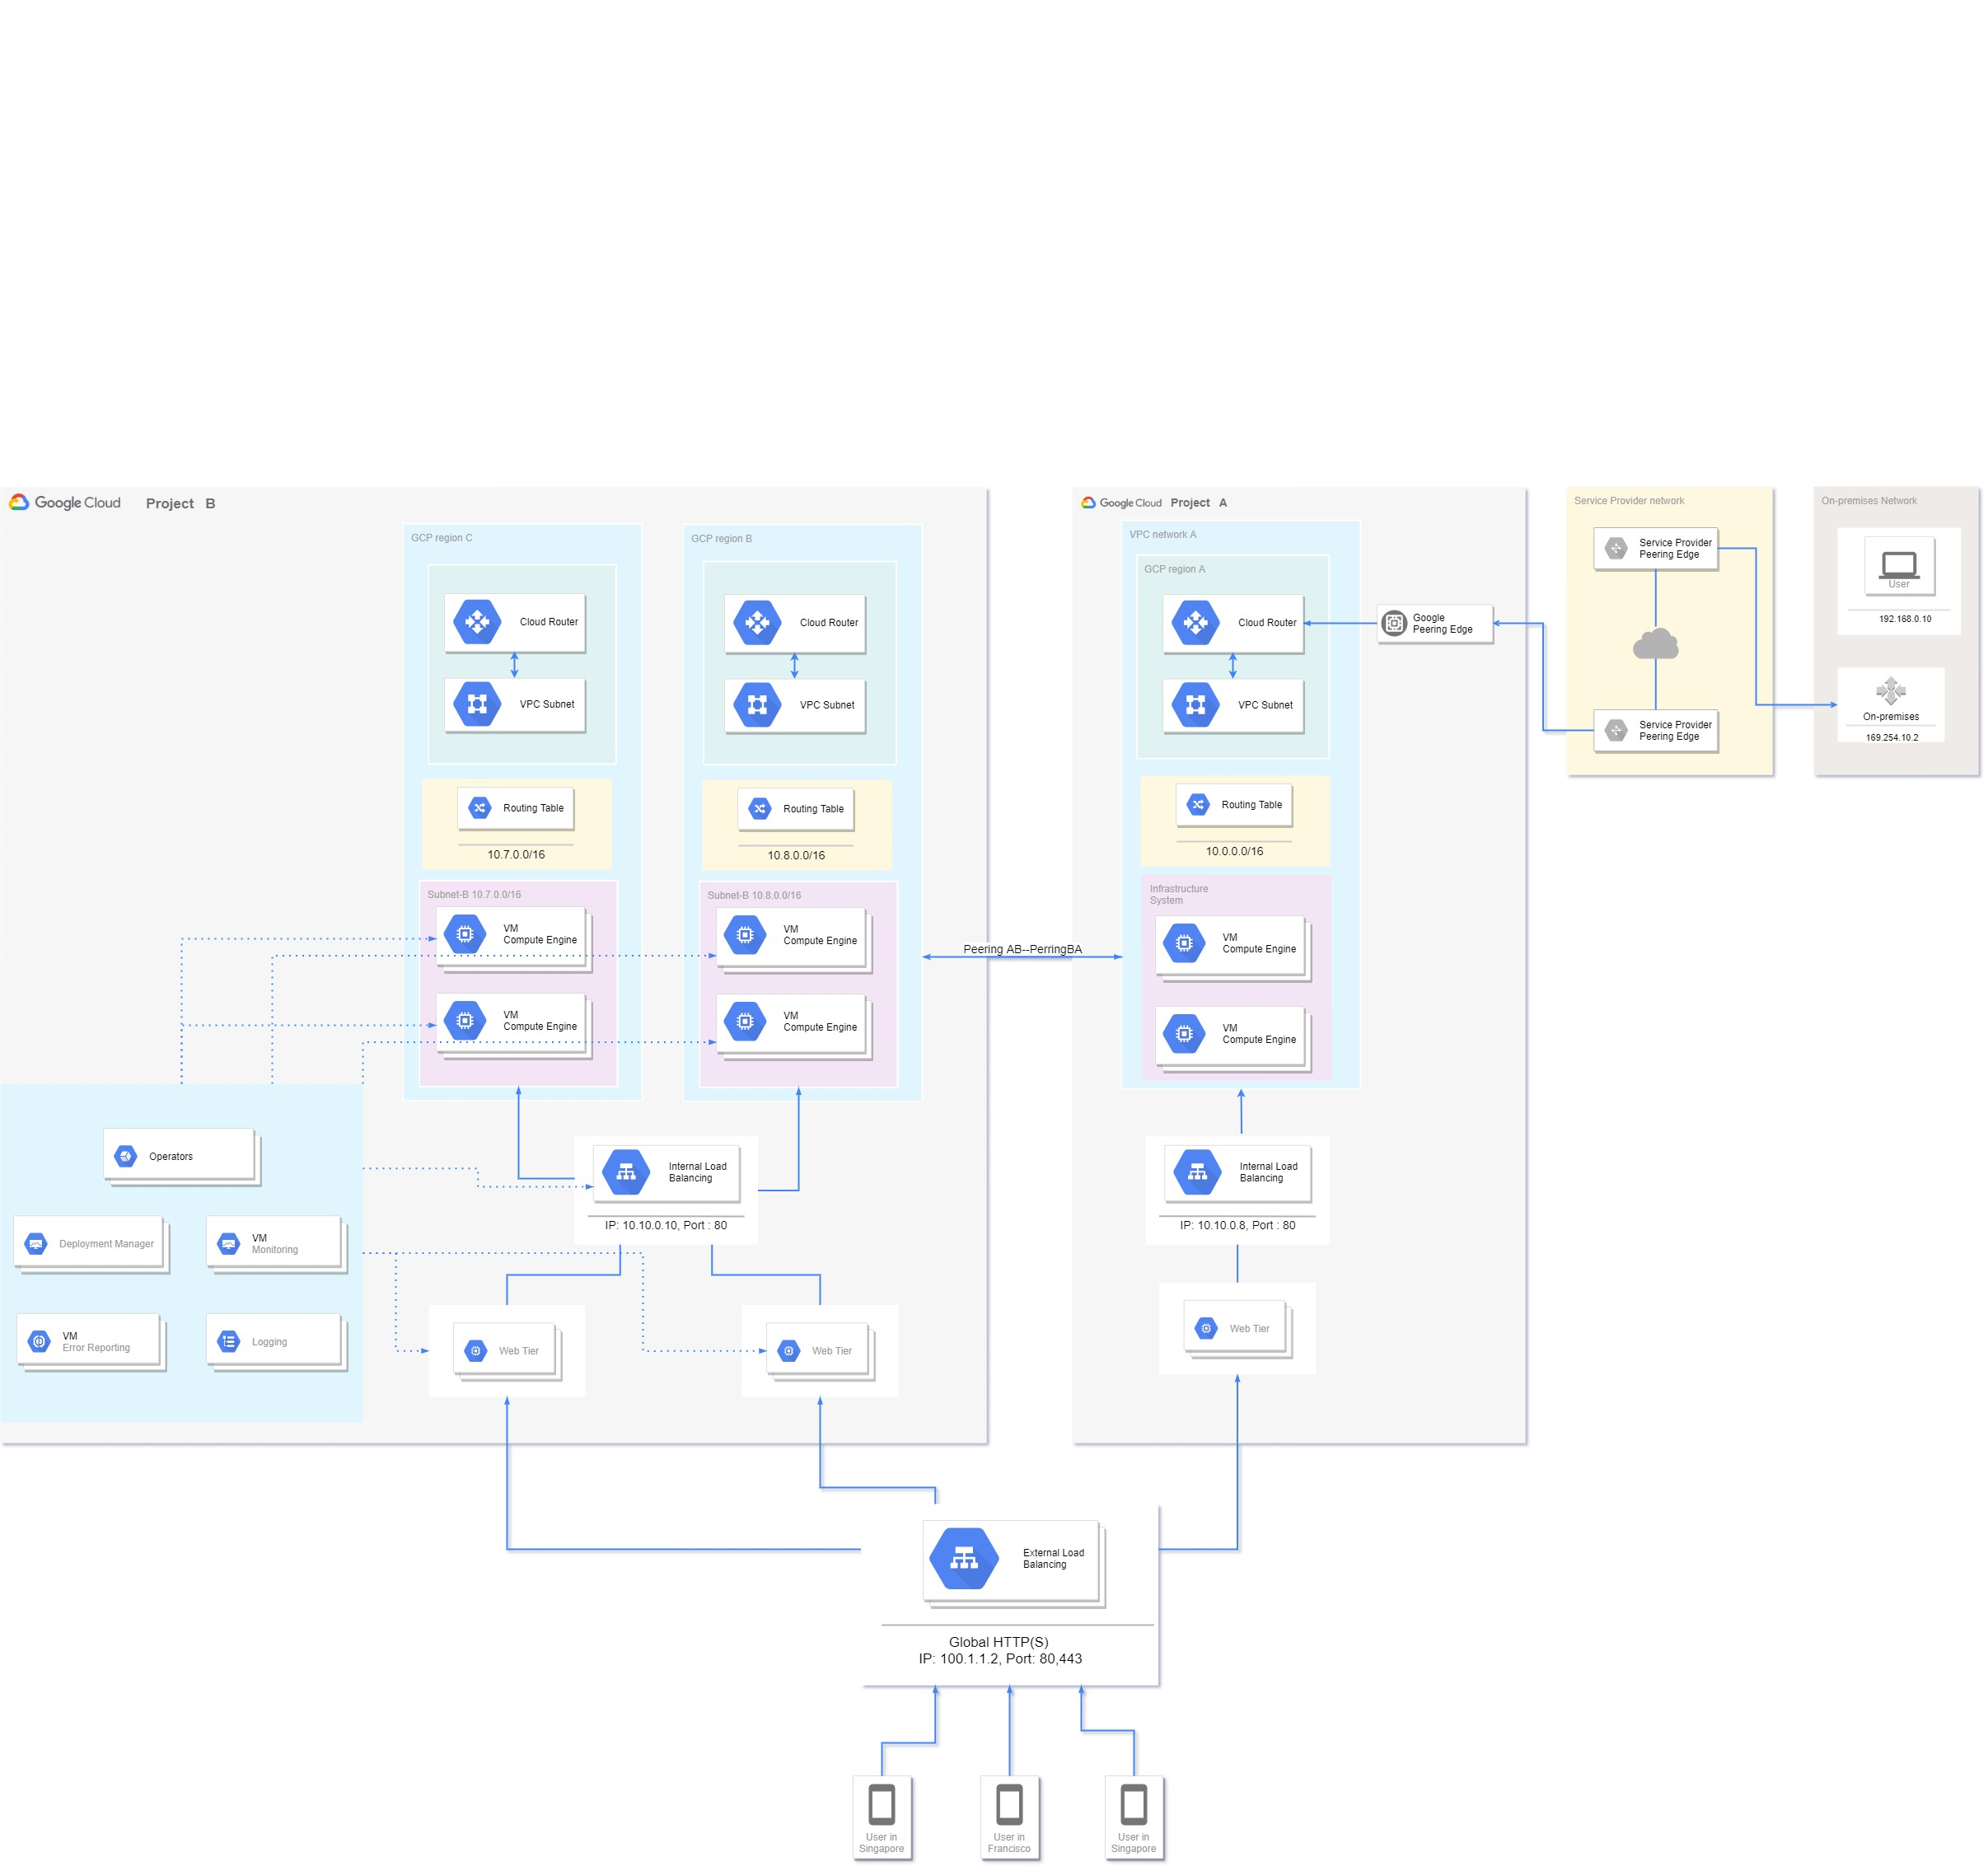 Google Cloud Project B
GCP region C
Cloud Router
VPC Subnet
Routing Table
10.7.0.0/16
Subnet-B 10.7.0.0/16
VM
Compute Engine
VM
Compute Engine
GCP region B
Cloud Router
VPC Subnet
Routing Table
10.8.0.0/16
Subnet-B 10.8.0.0/16
VM
Compute Engine
VM
Compute Engine
Peering AB--PerringBA
Google Cloud Project A
VPC network A
GCP region A
Cloud Router
VPC Subnet
Routing Table
10.0.0.0/16
Infrastructure
System
VM
Compute Engine
VM
Compute Engine
Google
Peering Edge
Service Provider network
Service Provider
Peering Edge
Service Provider
Peering Edge
On-premises Network
User
192.168.0.10
On-premises
169.254.10.2
Operators
Deployment Manager
VM
Monitoring
VM
Error Reporting
Logging
Internal Load
Balancing
IP: 10.10.0.10, Port : 80
Web Tier
Web Tier
Internal Load
Balancing
IP: 10.10.0.8, Port : 80
Web Tier
External Load
Balancing
Global HTTP(S)
IP: 100.1.1.2, Port: 80,443
User in
Singapore
User in
Francisco
User in
Singapore